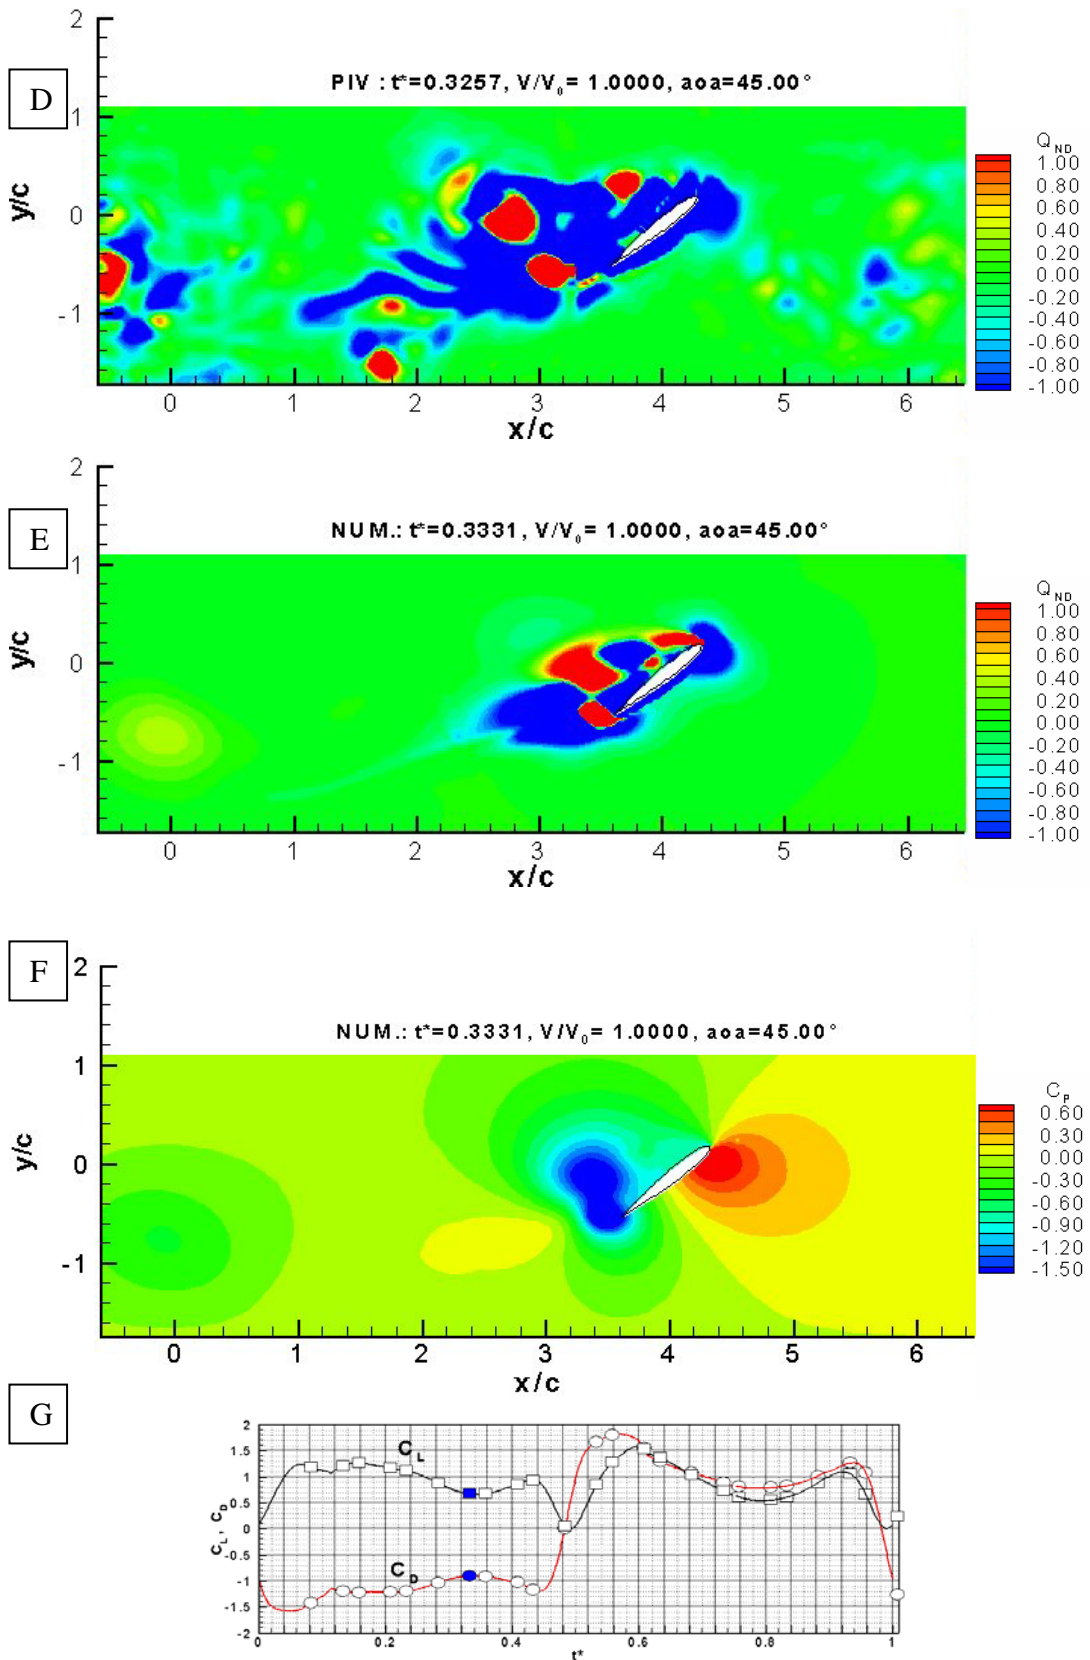 D
PIV : t*=0.3257, V/V₀= 1.0000, aoa=45.00°
2
1
0
-1
y/c
0 1 2 3 4 5 6
x/c
Q ND
1.00
0.80
0.60
0.40
0.20
0.00
-0.20
-0.40
-0.60
-0.80
-1.00
E
NUM.: t*=0.3331, V/V₀= 1.0000, aoa=45.00°
2
1
0
-1
y/c
0 1 2 3 4 5 6
x/c
Q ND
1.00
0.80
0.60
0.40
0.20
0.00
-0.20
-0.40
-0.60
-0.80
-1.00
F
NUM.: t*=0.3331, V/V₀= 1.0000, aoa=45.00°
2
1
0
-1
y/c
0 1 2 3 4 5 6
x/c
C P
0.60
0.30
0.00
-0.30
-0.60
-0.90
-1.20
-1.50
G
2
1.5
1
0.5
0
-0.5
-1
-1.5
-2
C L , C D
C L
C D
0 0.2 0.4 0.6 0.8 1
t*